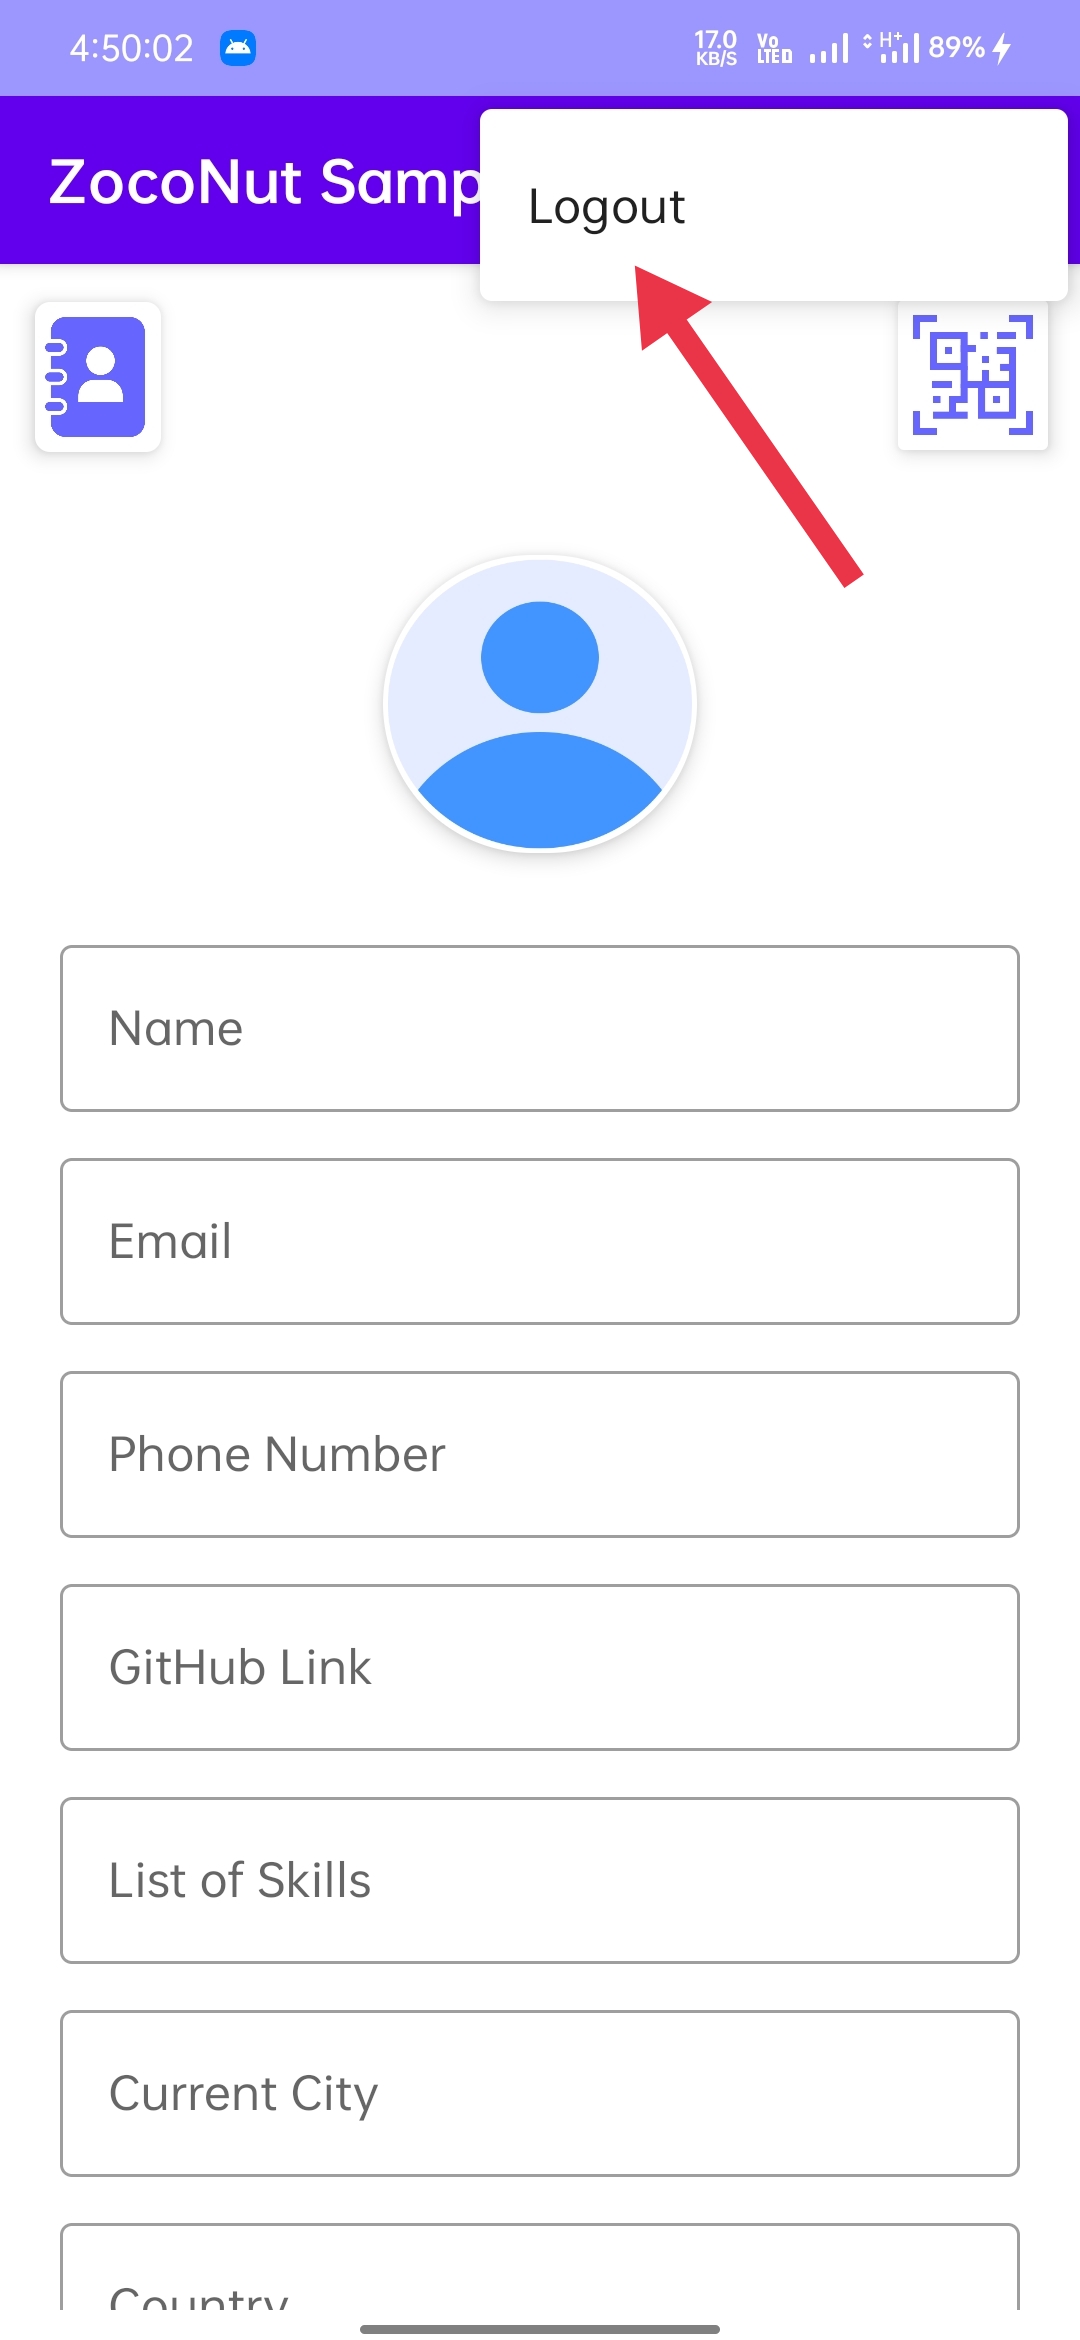 4:50:02
17.0
KB/S
Vo
LTED
H+
89%
ZocoNut Samp
Logout
Name
Email
Phone Number
GitHub Link
List of Skills
Current City
Country